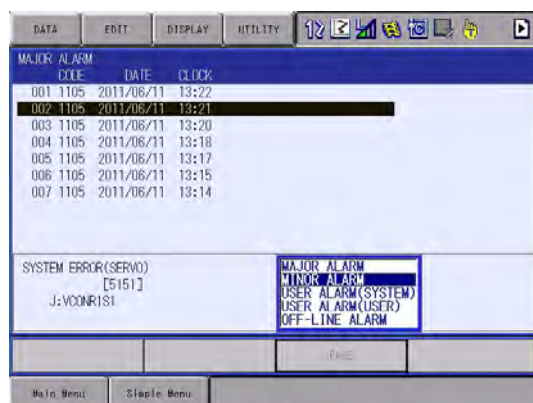 DATA EDIT DISPLAY UTILITY
MAJOR ALARM
CODE DATE CLOCK
001 1105 2011/06/11 13:22
002 1105 2011/06/11 13:21
003 1105 2011/06/11 13:20
004 1105 2011/06/11 13:18
005 1105 2011/06/11 13:17
006 1105 2011/06/11 13:15
007 1105 2011/06/11 13:14
SYSTEM ERROR(SERVO)
[5151]
J:VCONR1S1
MAJOR ALARM
MINOR ALARM
USER ALARM(SYSTEM)
USER ALARM(USER)
OFF-LINE ALARM
PAGE
Main Menu Simple Menu